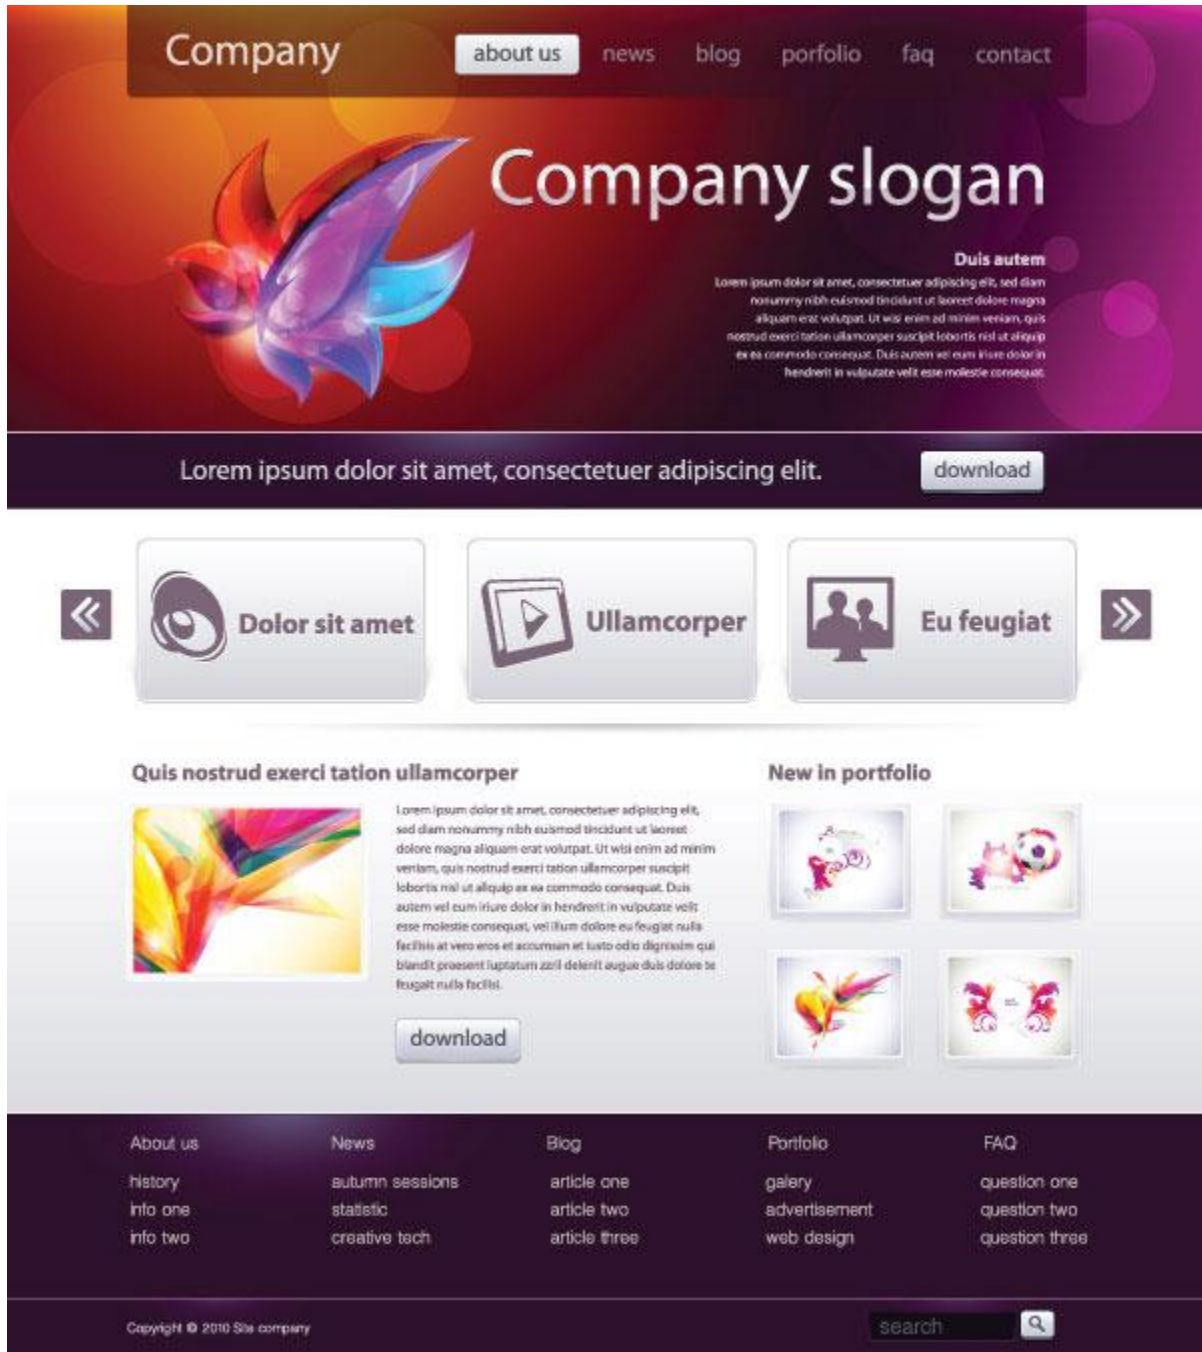 Company
about us news blog porfolio faq contact
Company slogan
Duis autem
Lorem ipsum dolor sit amet, consectetuer adipiscing elit, sed diam
nonummy nibh euismod tincidunt ut laoreet dolore magna
aliquam erat volutpat. Ut wisi enim ad minim veniam, quis
nostrud exerci tation ullamcorper suscipit lobortis nisl ut aliquip
ex ea commodo consequat. Duis autem vel eum iriure dolor in
hendrerit in vulputate velit esse molestie consequat.
Lorem ipsum dolor sit amet, consectetuer adipiscing elit.
download
Dolor sit amet
Ullamcorper
Eu feugiat
Quis nostrud exerci tation ullamcorper
Lorem ipsum dolor sit amet, consectetuer adipiscing elit,
sed diam nonummy nibh euismod tincidunt ut laoreet
dolore magna aliquam erat volutpat. Ut wisi enim ad minim
veniam, quis nostrud exerci tation ullamcorper suscipit
lobortis nisl ut aliquip ex ea commodo consequat. Duis
autem vel eum iriure dolor in hendrerit in vulputate velit
esse molestie consequat, vel illum dolore eu feugiat nulla
facilisis at vero eros et accumsan et iusto odio dignissim qui
blandit praesent luptatum zzril delenit augue duis dolore te
feugait nulla facilisi.
download
New in portfolio
About us
history
info one
info two
News
autumn sessions
statistic
creative tech
Blog
article one
article two
article three
Portfolio
galery
advertisement
web design
FAQ
question one
question two
question three
Copyright © 2010 Site company
search